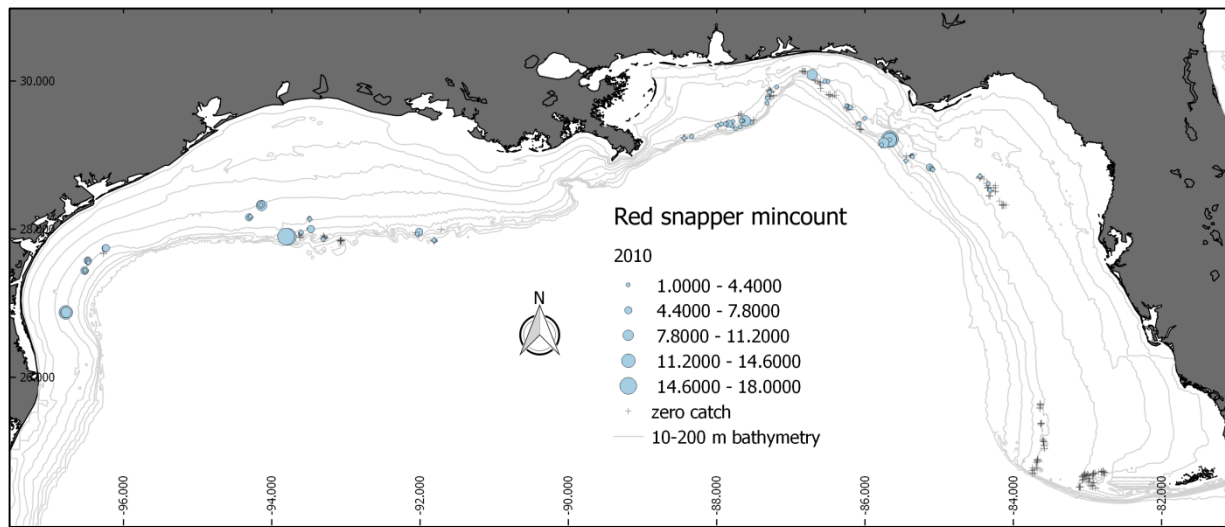 30.000
28.000
26.000
N
Red snapper mincount
2010
1.0000 - 4.4000
4.4000 - 7.8000
7.8000 - 11.2000
11.2000 - 14.6000
14.6000 - 18.0000
zero catch
10-200 m bathymetry
-96.000
-94.000
-92.000
-90.000
-88.000
-86.000
-84.000
-82.000